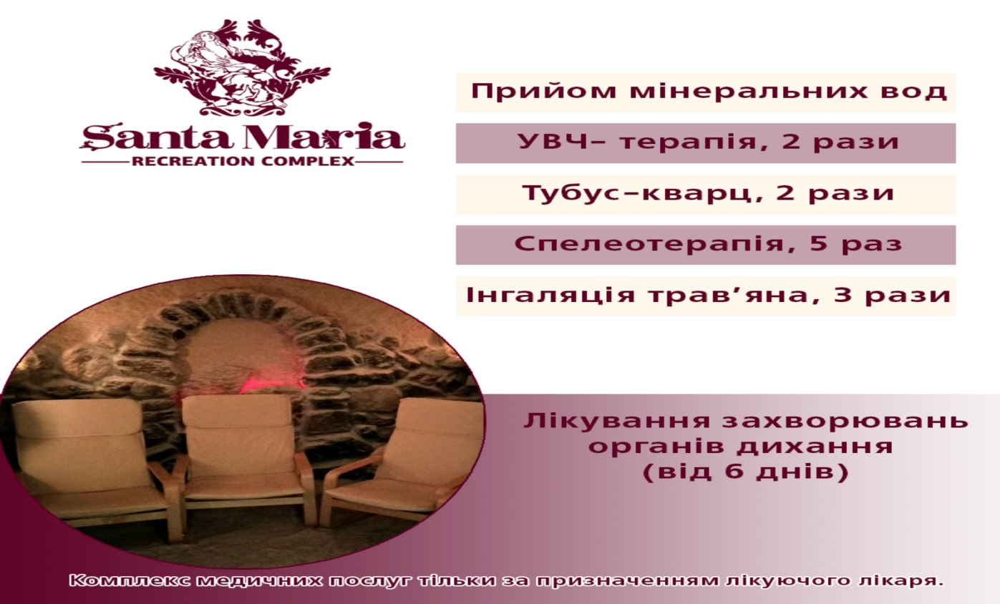 Santa Maria
RECREATION COMPLEX
Прийом мінеральних вод
УВЧ– терапія, 2 рази
Тубус–кварц, 2 рази
Спелеотерапія, 5 раз
Інгаляція трав’яна, 3 рази
Лікування захворювань
органів дихання
(від 6 днів)
Комплекс медичних послуг тільки за призначенням лікуючого лікаря.